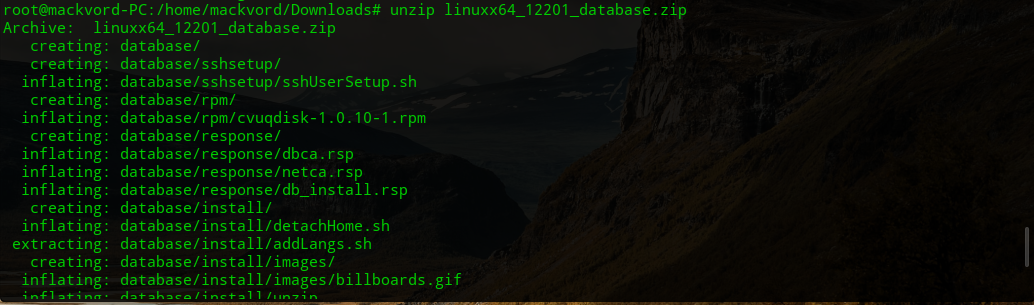 root@mackvord-PC:/home/mackvord/Downloads# unzip linuxx64_12201_database.zip
Archive:  linuxx64_12201_database.zip
   creating: database/
   creating: database/sshsetup/
  inflating: database/sshsetup/sshUserSetup.sh
   creating: database/rpm/
  inflating: database/rpm/cvuqdisk-1.0.10-1.rpm
   creating: database/response/
  inflating: database/response/dbca.rsp
  inflating: database/response/netca.rsp
  inflating: database/response/db_install.rsp
   creating: database/install/
  inflating: database/install/detachHome.sh
 extracting: database/install/addLangs.sh
   creating: database/install/images/
  inflating: database/install/images/billboards.gif
  inflating: database/install/unzip